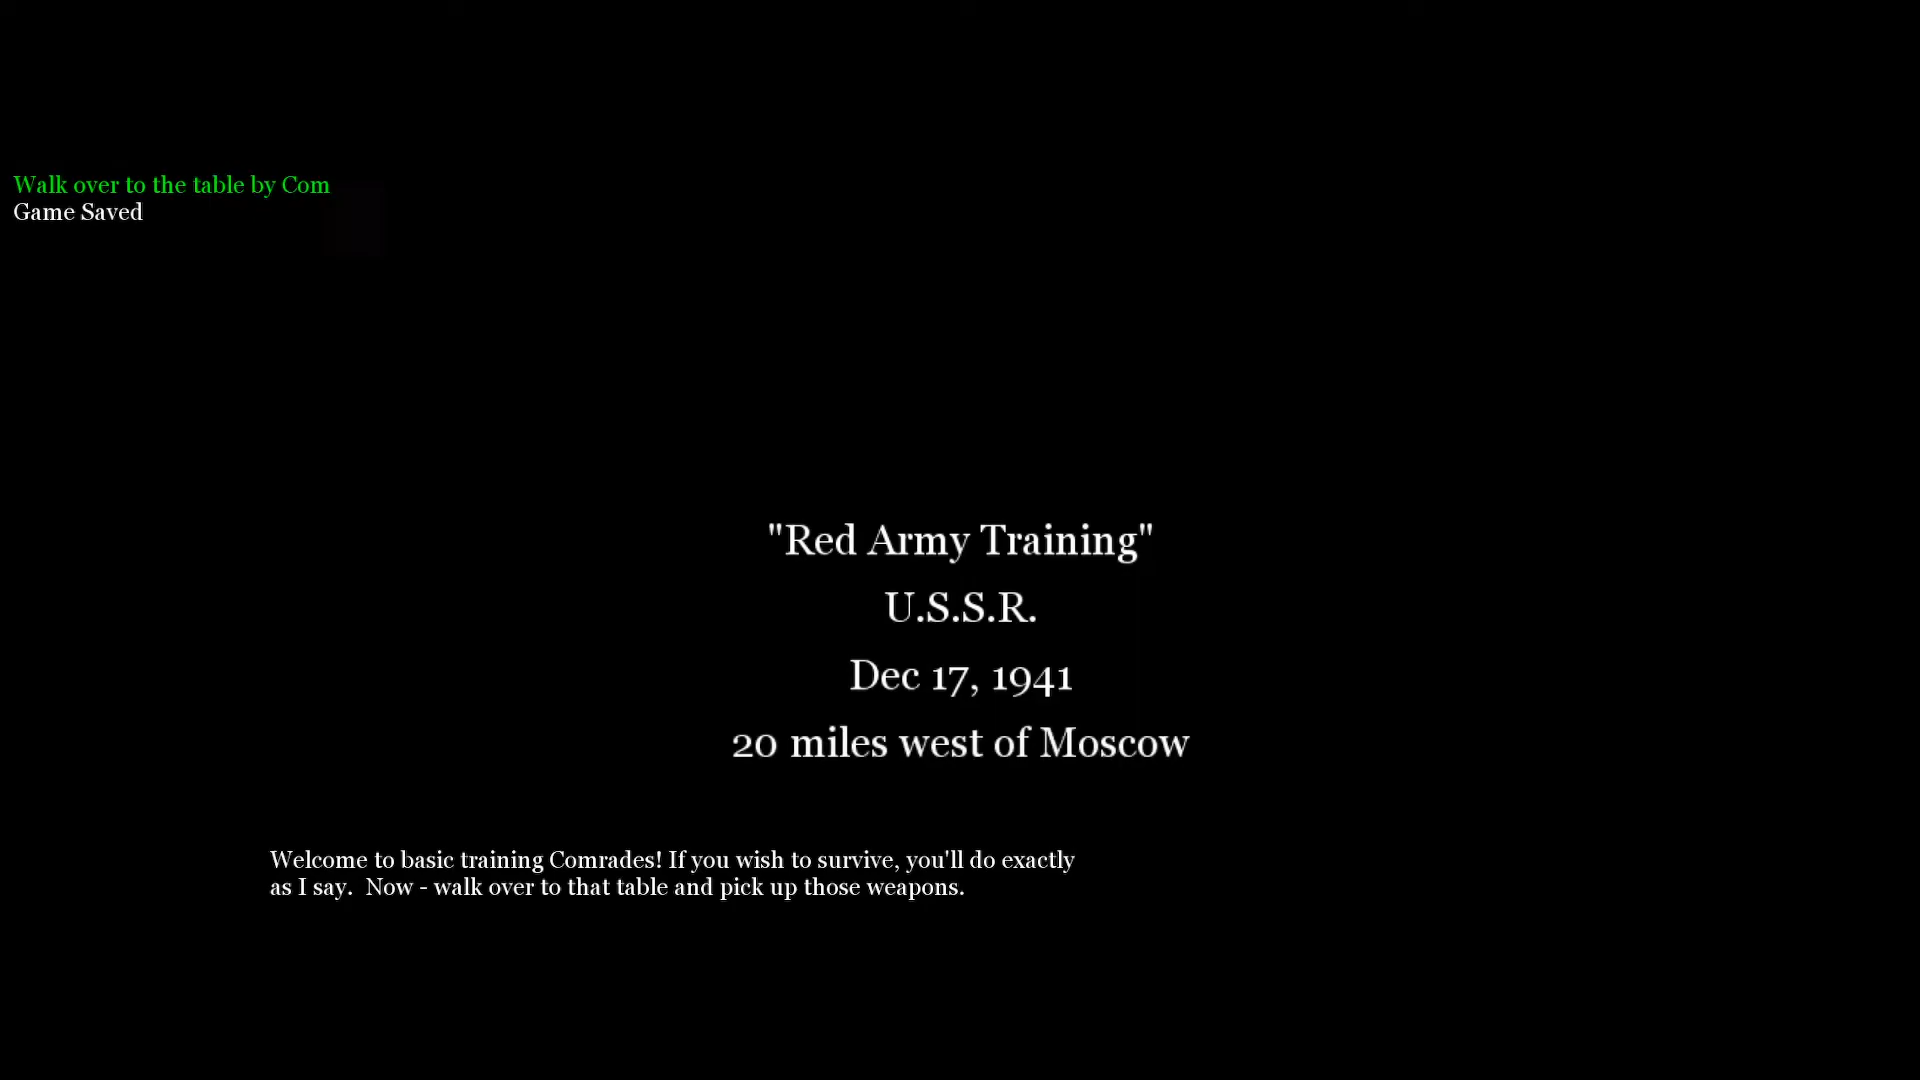 Walk over to the table by Com
Game Saved
"Red Army Training"
U.S.S.R.
Dec 17, 1941
20 miles west of Moscow
Welcome to basic training Comrades! If you wish to survive, you'll do exactly
as I say.  Now - walk over to that table and pick up those weapons.